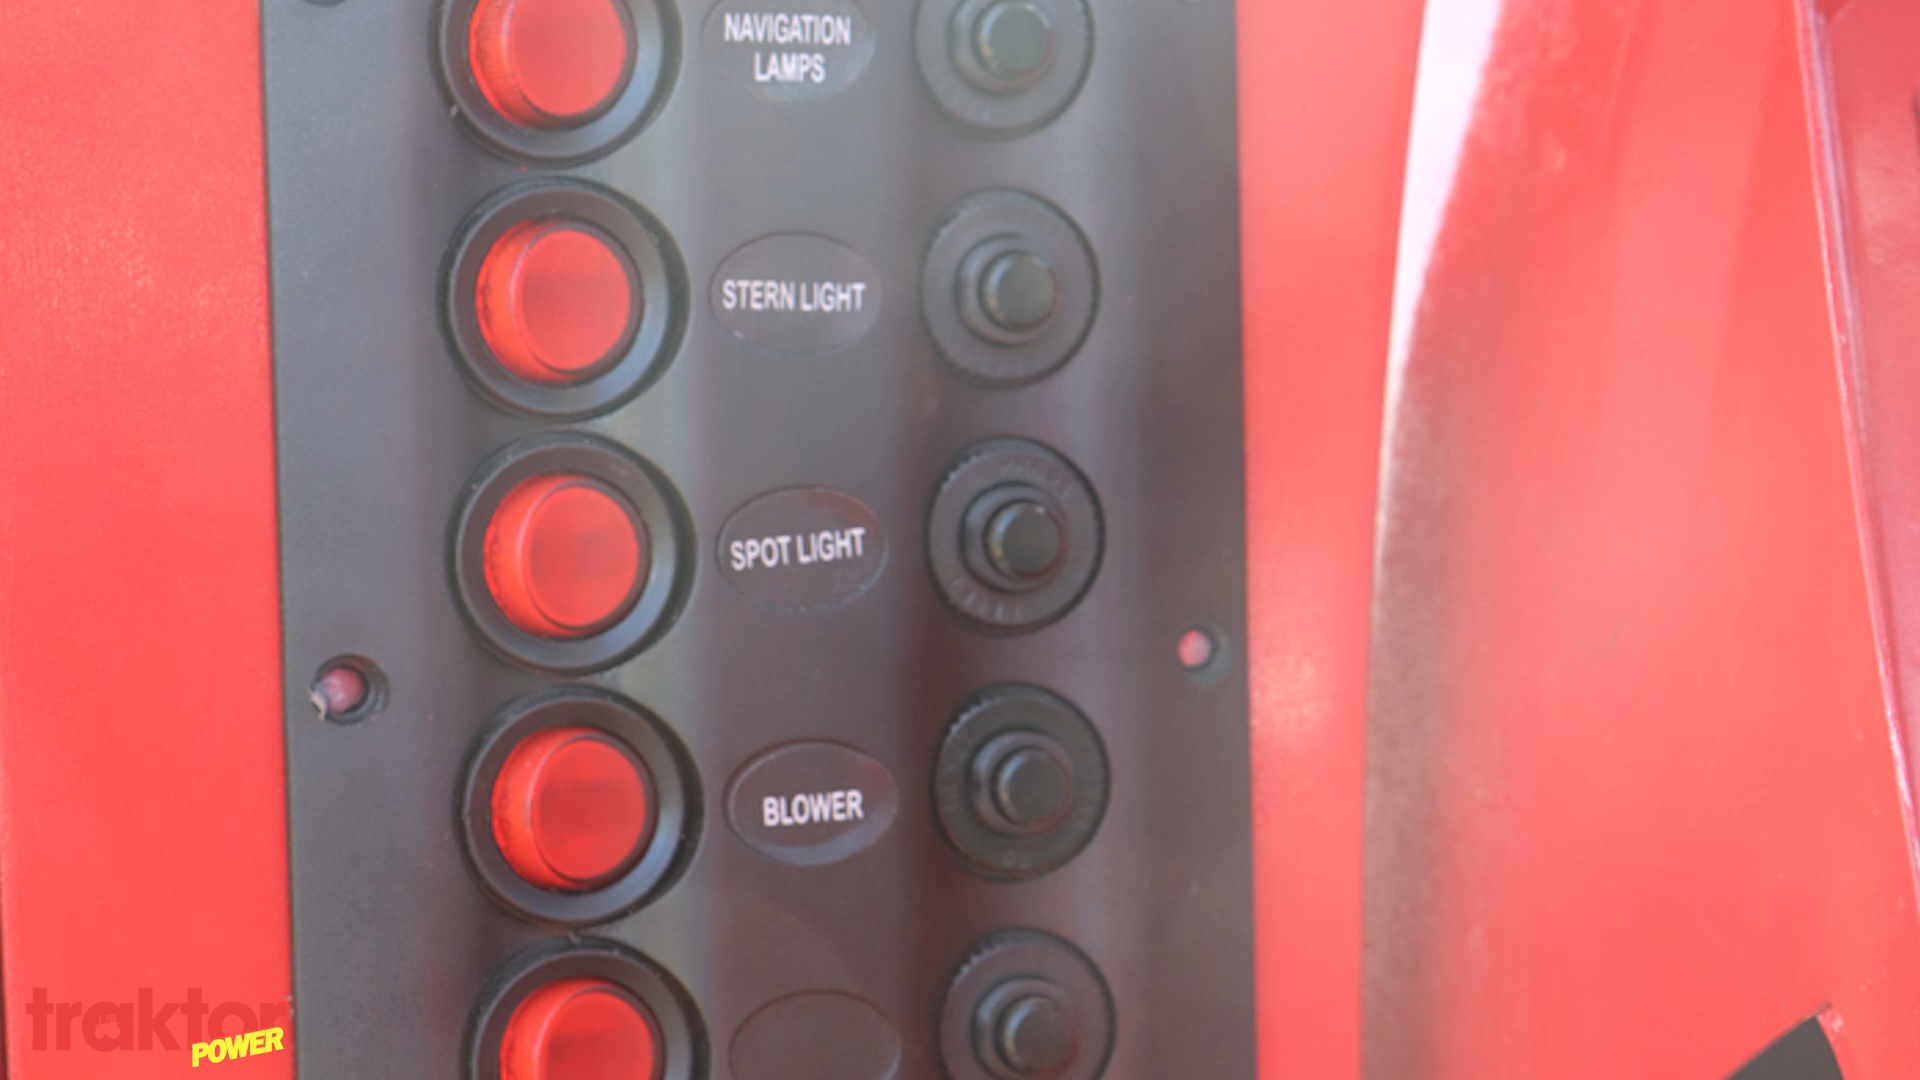 NAVIGATION
LAMPS
STERN LIGHT
SPOT LIGHT
BLOWER
traktor
POWER